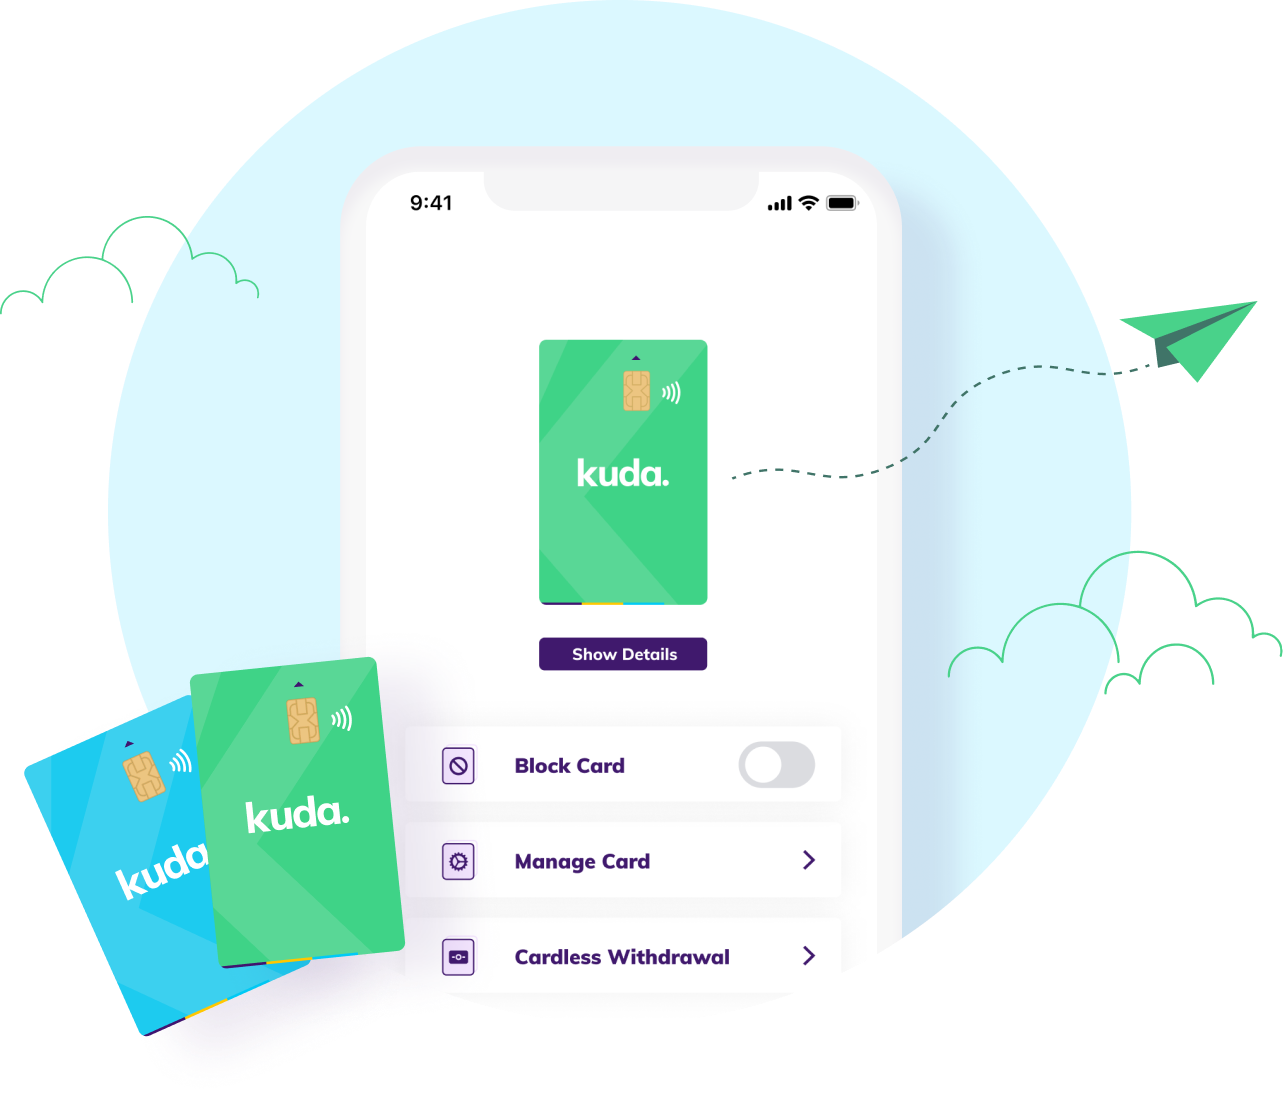 9:41
kuda.
Show Details
Block Card
Manage Card
Cardless Withdrawal
kuda.
kuda